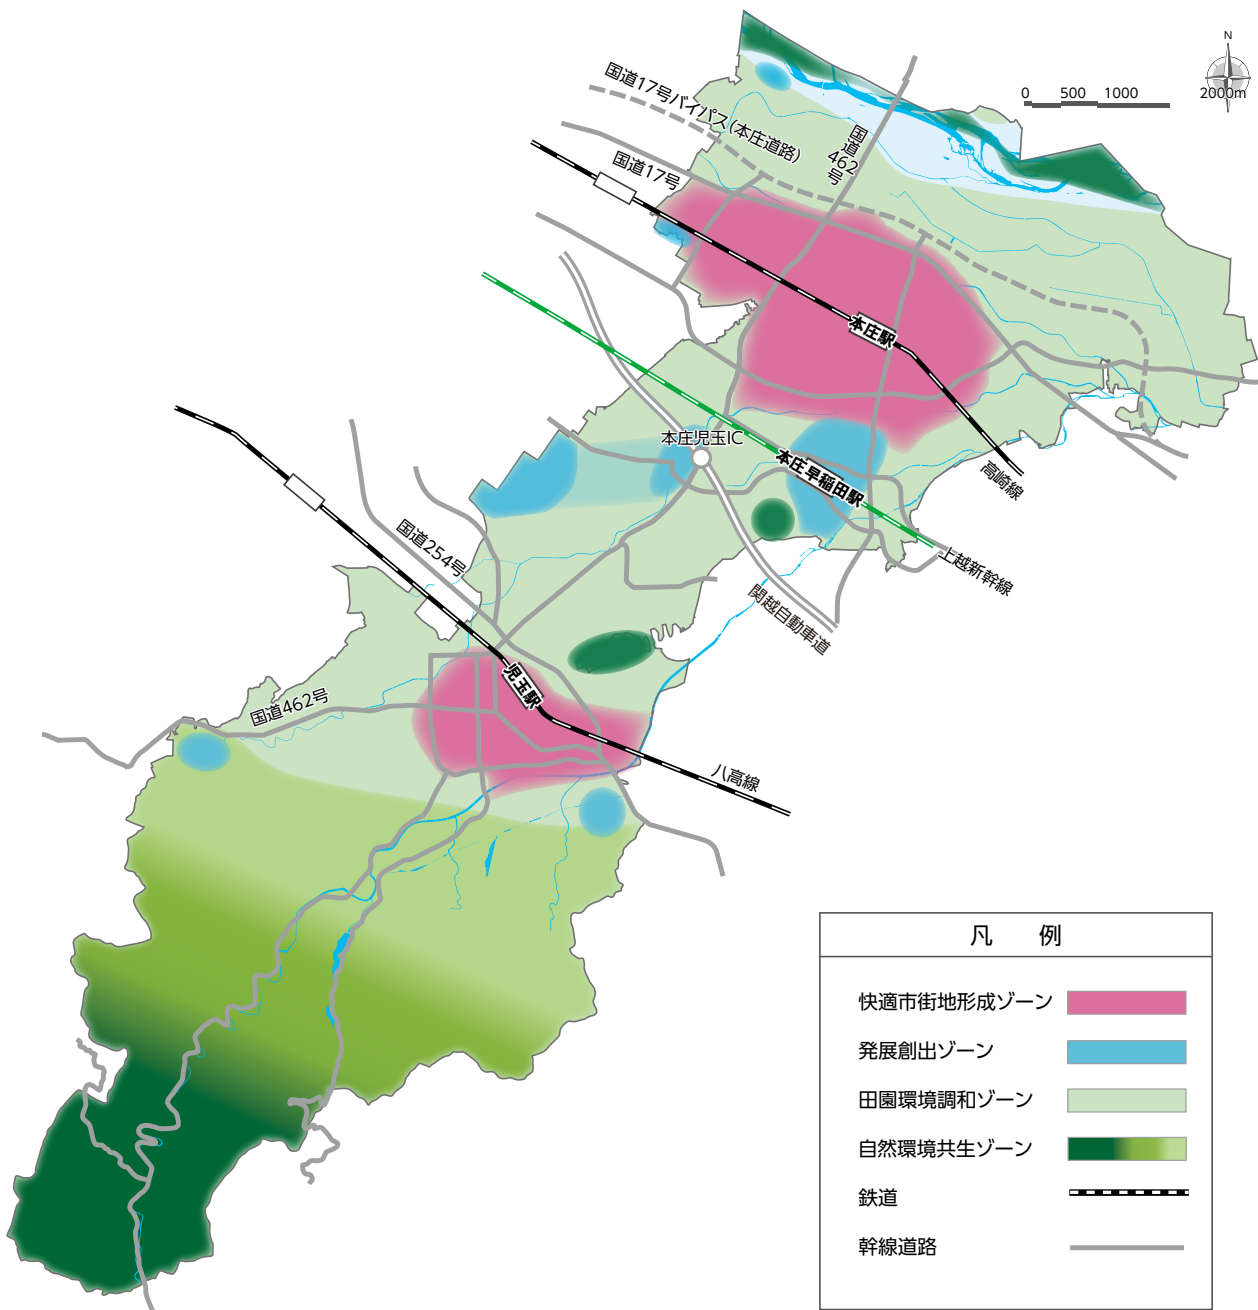 N
0 500 1000 2000m
国道17号バイパス（本庄道路）
国道462号
国道17号
本庄駅
本庄児玉IC
本庄早稲田駅
高崎線
国道254号
上越新幹線
関越自動車道
児玉駅
国道462号
八高線
凡 例
快適市街地形成ゾーン
発展創出ゾーン
田園環境調和ゾーン
自然環境共生ゾーン
鉄道
幹線道路